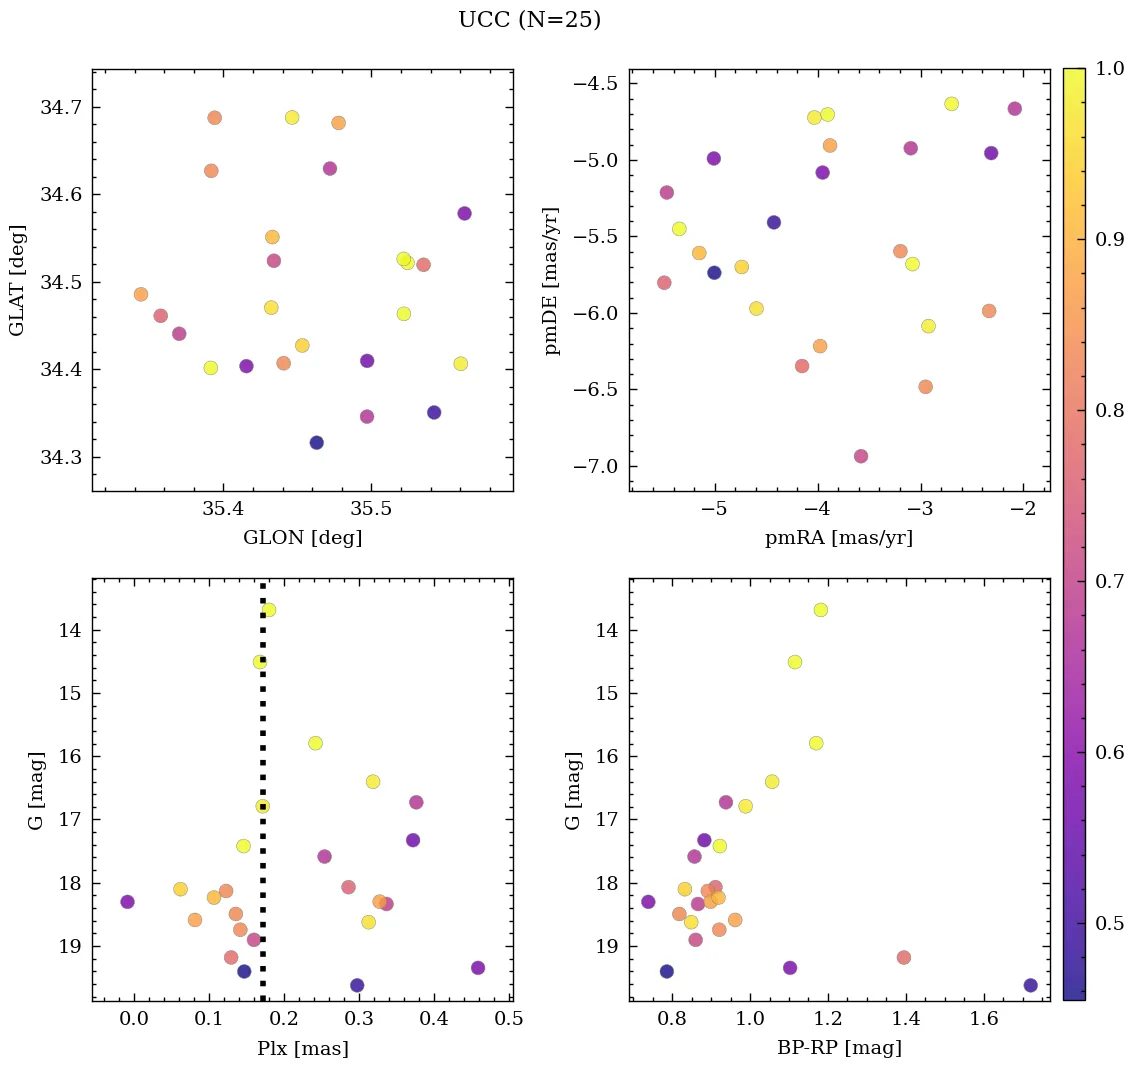 UCC (N=25)
34.7
34.6
34.5
34.4
34.3
GLAT [deg]
35.4 35.5
GLON [deg]
−4.5
−5.0
−5.5
−6.0
−6.5
−7.0
pmDE [mas/yr]
−5 −4 −3 −2
pmRA [mas/yr]
14
15
16
17
18
19
G [mag]
0.0 0.1 0.2 0.3 0.4 0.5
Plx [mas]
14
15
16
17
18
19
G [mag]
0.8 1.0 1.2 1.4 1.6
BP-RP [mag]
1.0
0.9
0.8
0.7
0.6
0.5